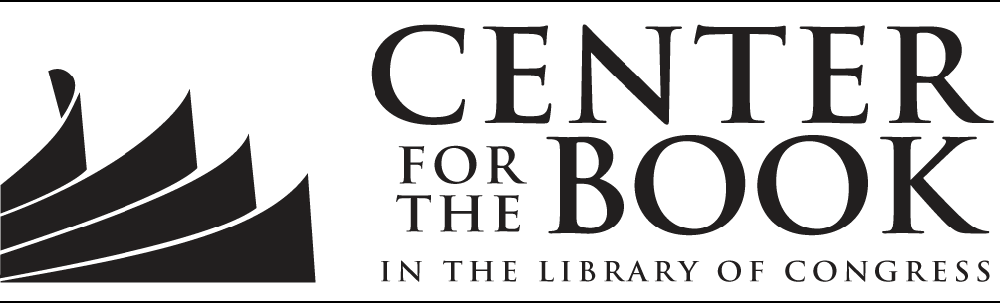 CENTER
FOR THE BOOK
IN THE LIBRARY OF CONGRESS